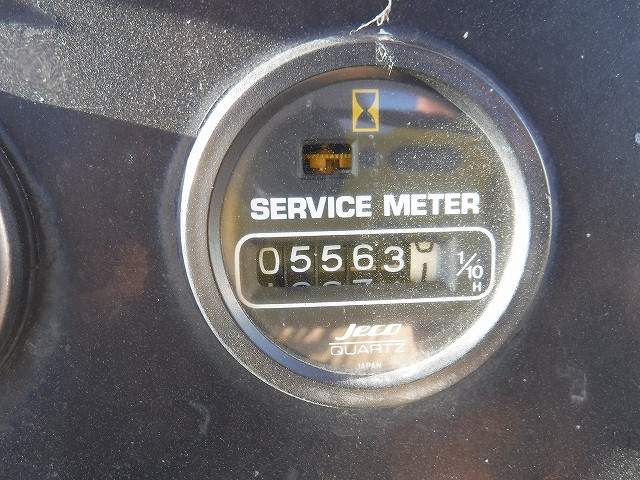 SERVICE METER
05563 1/10 H
Jeco
QUARTZ
JAPAN